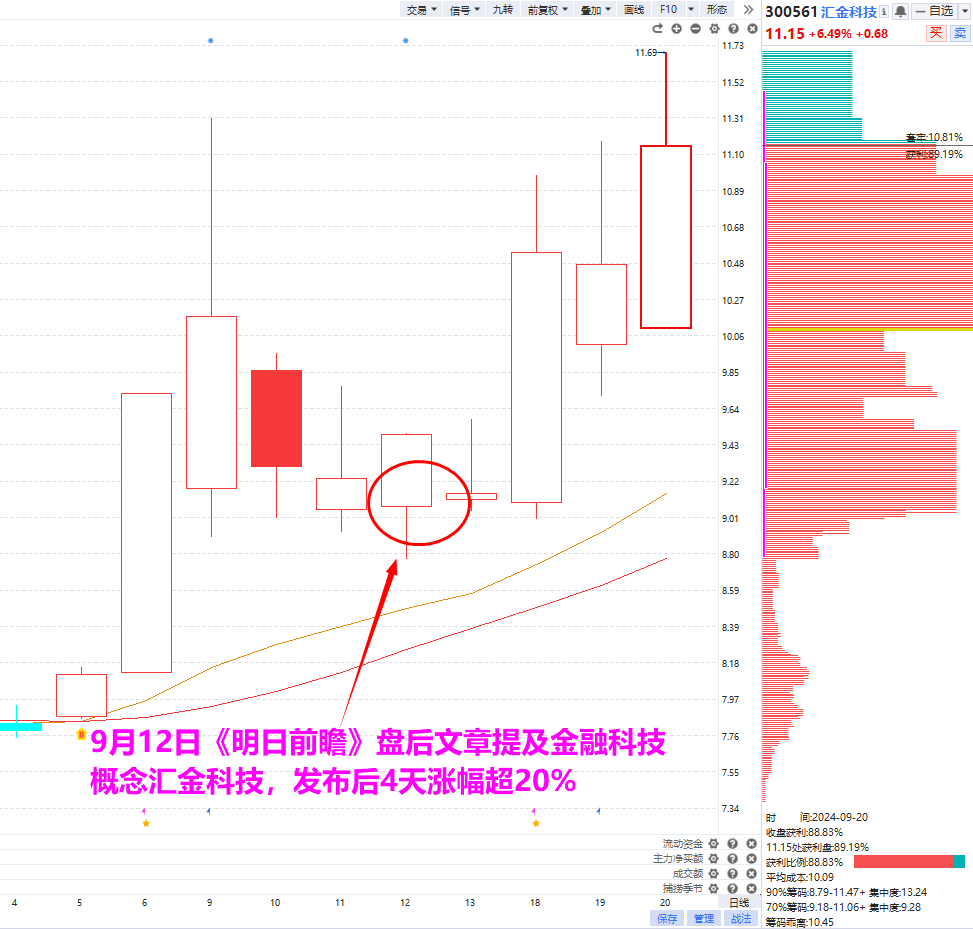 交易 信号 九转 前复权 叠加 画线 F10 形态
300561 汇金科技 自选
11.15 +6.49% +0.68 买 卖
11.69
11.73
11.52
11.31
11.10
10.89
10.68
10.48
10.27
10.06
9.85
9.64
9.43
9.22
9.01
8.80
8.59
8.39
8.18
7.97
7.76
7.55
7.34
套牢:10.81%
获利:89.19%
9月12日《明日前瞻》盘后文章提及金融科技
概念汇金科技，发布后4天涨幅超20%
流动资金
主力净买额
成交额
捕捞季节
4 5 6 9 10 11 12 13 18 19 20 日线
保存 管理 战法
时 间:2024-09-20
收盘获利:88.83%
11.15处获利盘:89.19%
获利比例:88.83%
平均成本:10.09
90%筹码:8.79-11.47+ 集中度:13.24
70%筹码:9.18-11.06+ 集中度:9.28
筹码乖离:10.45